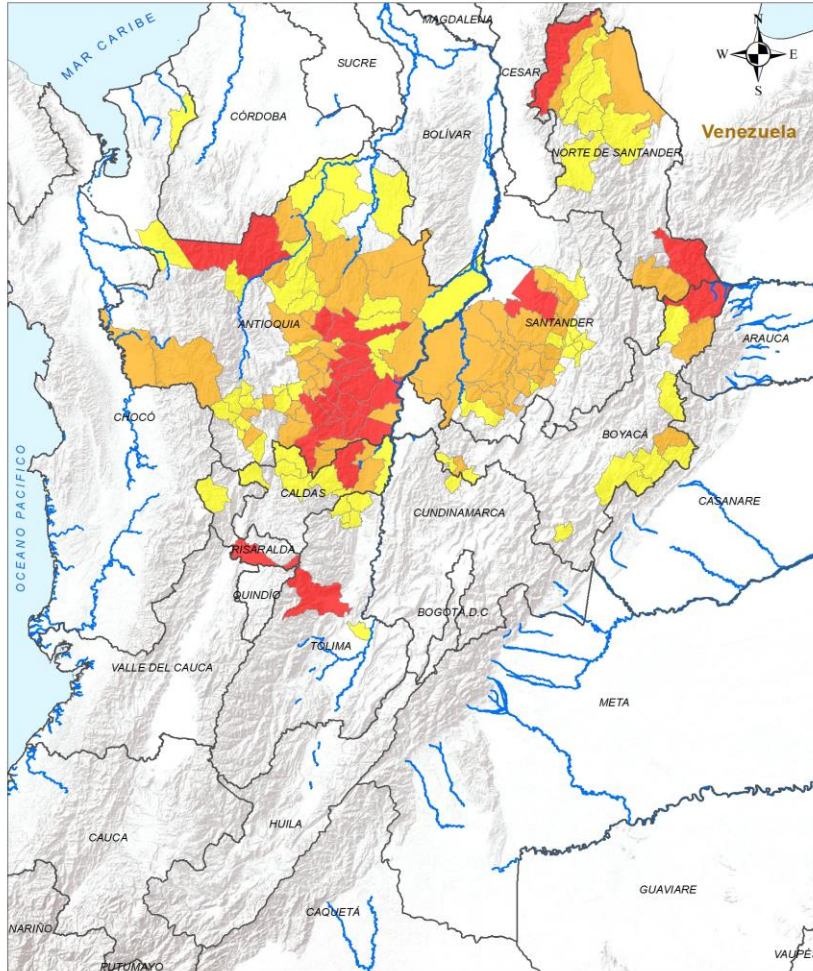 MAGDALENA
N
W E
S
MAR CARIBE
SUCRE
CESAR
CÓRDOBA
BOLÍVAR
Venezuela
NORTE DE SANTANDER
ANTIOQUIA
SANTANDER
ARAUCA
CHOCÓ
BOYACÁ
OCEANO PACIFICO
CALDAS
CASANARE
CUNDINAMARCA
RISARALDA
QUINDÍO
BOGOTÁ,D.C
TOLIMA
VALLE DEL CAUCA
META
HUILA
CAUCA
GUAVIARE
CAQUETÁ
NARIÑO
PUTUMAYO
VAUPÉS